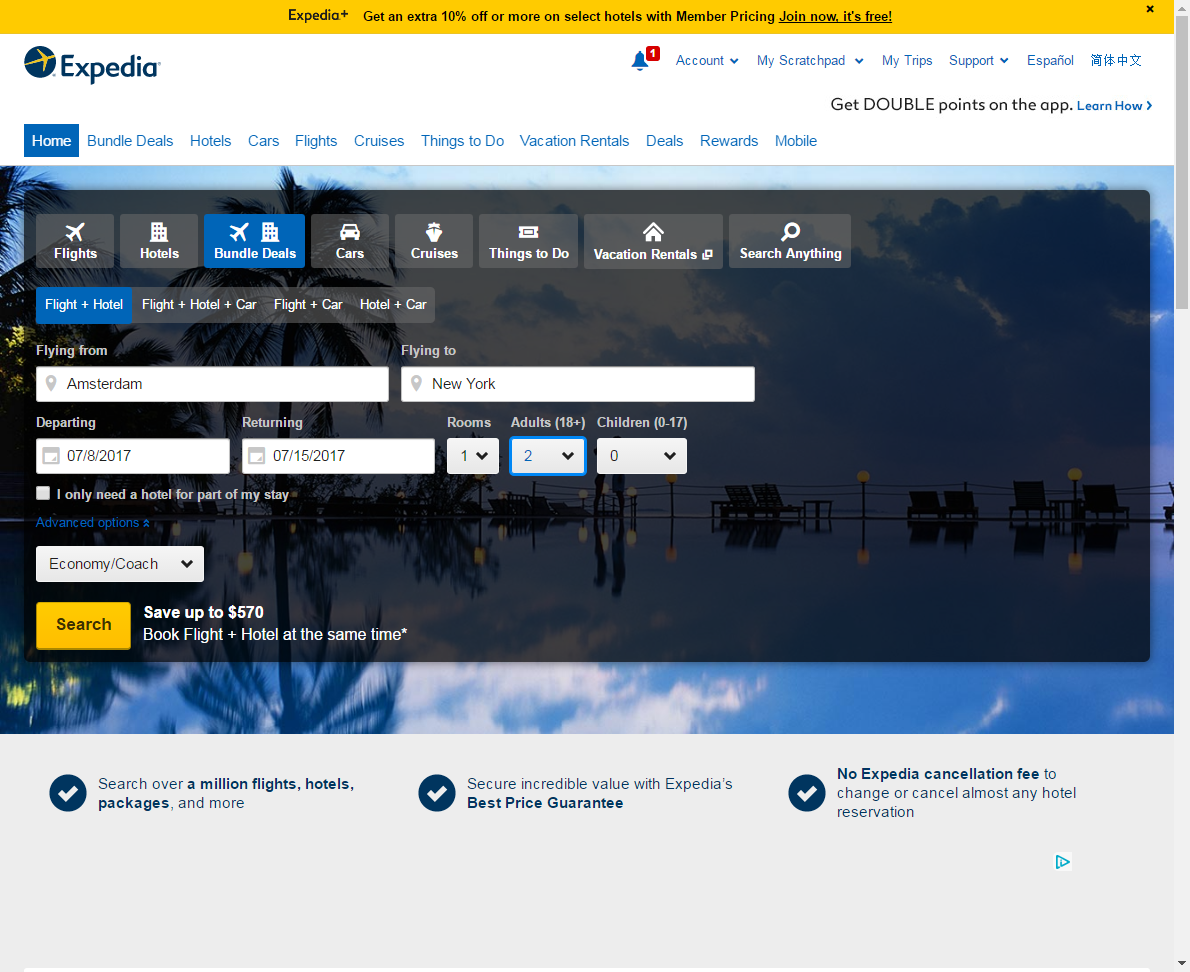 Expedia+ Get an extra 10% off or more on select hotels with Member Pricing Join now, it's free!
Expedia
1 Account My Scratchpad My Trips Support Español 简体中文
Get DOUBLE points on the app. Learn How
Home Bundle Deals Hotels Cars Flights Cruises Things to Do Vacation Rentals Deals Rewards Mobile
Flights Hotels Bundle Deals Cars Cruises Things to Do Vacation Rentals Search Anything
Flight + Hotel Flight + Hotel + Car Flight + Car Hotel + Car
Flying from Flying to
Amsterdam New York
Departing Returning Rooms Adults (18+) Children (0-17)
07/8/2017 07/15/2017 1 2 0
I only need a hotel for part of my stay
Advanced options
Economy/Coach
Search
Save up to $570
Book Flight + Hotel at the same time*
Search over a million flights, hotels,
packages, and more
Secure incredible value with Expedia's
Best Price Guarantee
No Expedia cancellation fee to
change or cancel almost any hotel
reservation